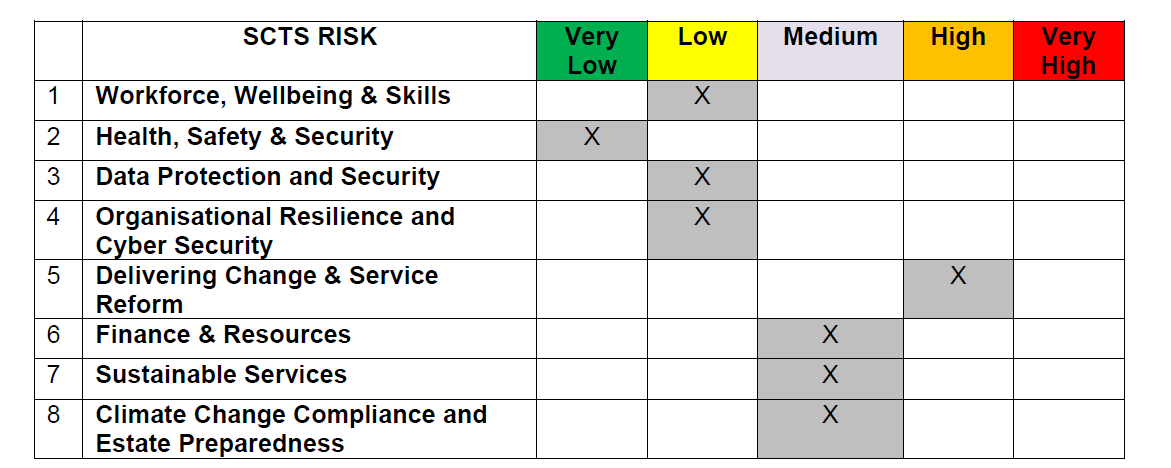 SCTS RISK Very Low Low Medium High Very High
1 Workforce, Wellbeing & Skills X
2 Health, Safety & Security X
3 Data Protection and Security X
4 Organisational Resilience and X
Cyber Security
5 Delivering Change & Service X
Reform
6 Finance & Resources X
7 Sustainable Services X
8 Climate Change Compliance and X
Estate Preparedness